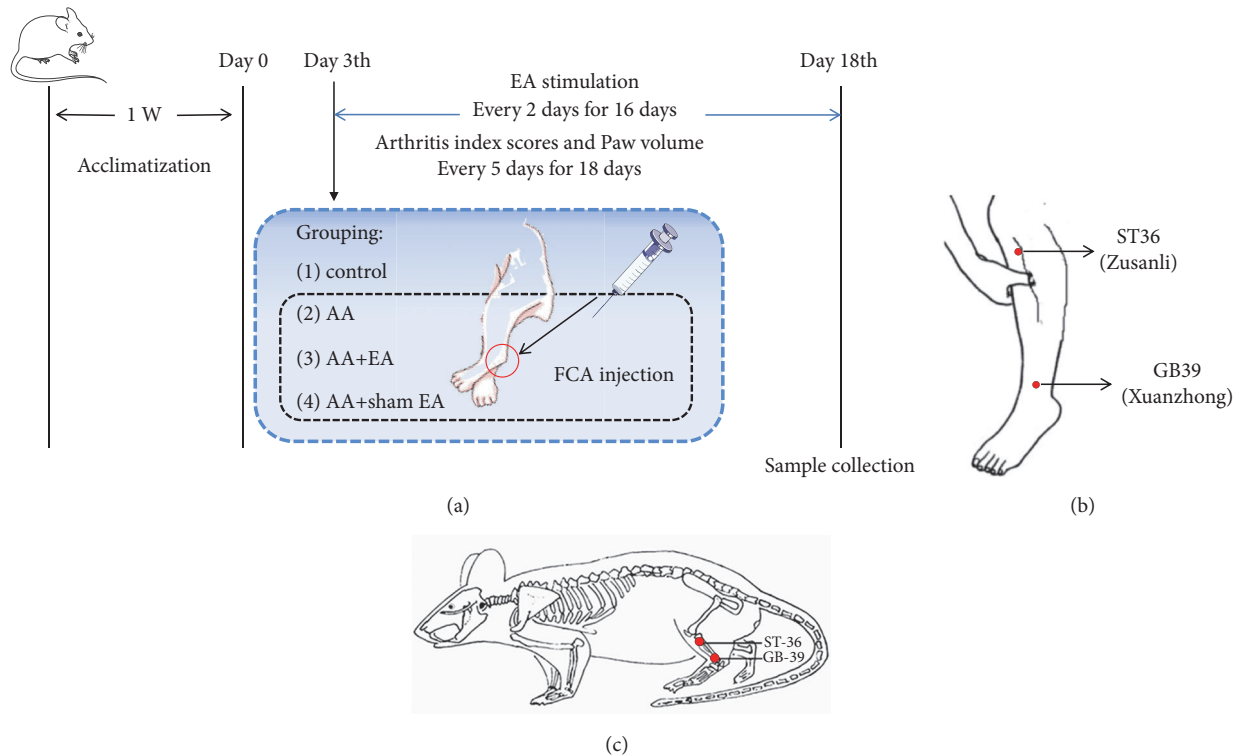 Day 0
Day 3th
Day 18th
1 W
Acclimatization
EA stimulation
Every 2 days for 16 days
Arthritis index scores and Paw volume
Every 5 days for 18 days
Grouping:
(1) control
(2) AA
(3) AA+EA
(4) AA+sham EA
FCA injection
Sample collection
(a)
ST36
(Zusanli)
GB39
(Xuanzhong)
(b)
ST-36
GB-39
(c)